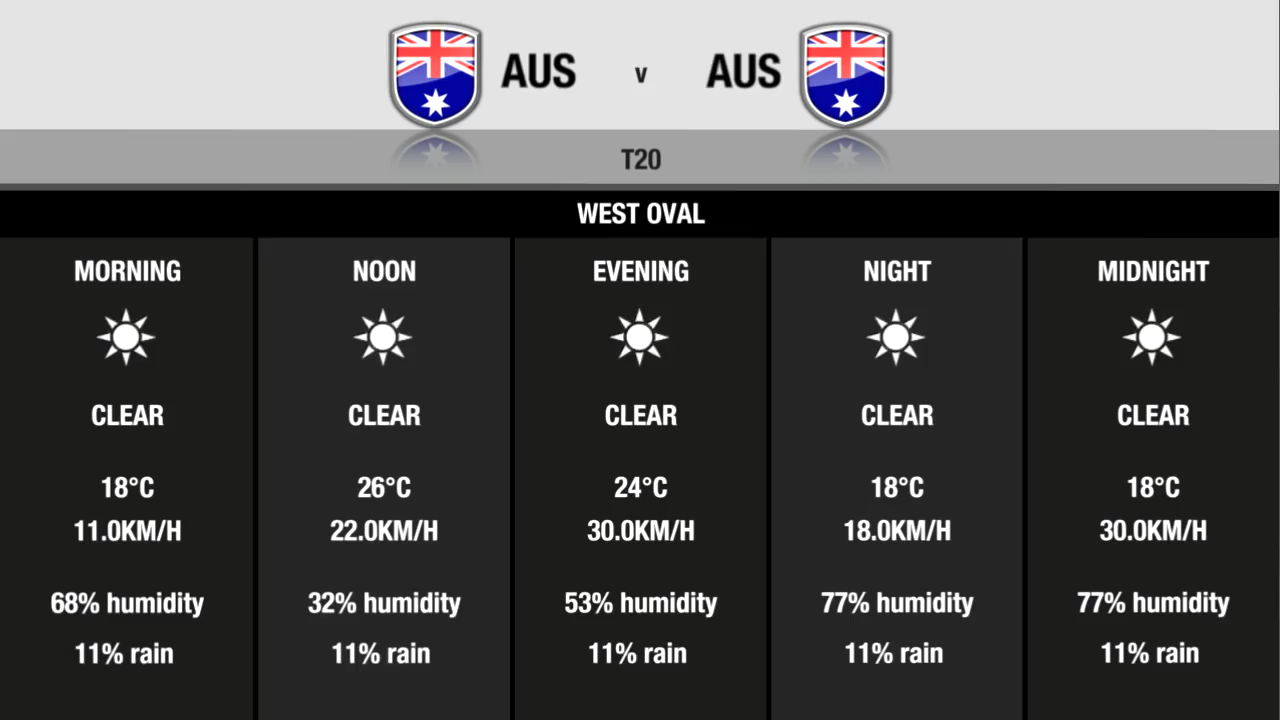 AUS v AUS
T20
WEST OVAL
MORNING NOON EVENING NIGHT MIDNIGHT
CLEAR CLEAR CLEAR CLEAR CLEAR
18°C 26°C 24°C 18°C 18°C
11.0KM/H 22.0KM/H 30.0KM/H 18.0KM/H 30.0KM/H
68% humidity 32% humidity 53% humidity 77% humidity 77% humidity
11% rain 11% rain 11% rain 11% rain 11% rain